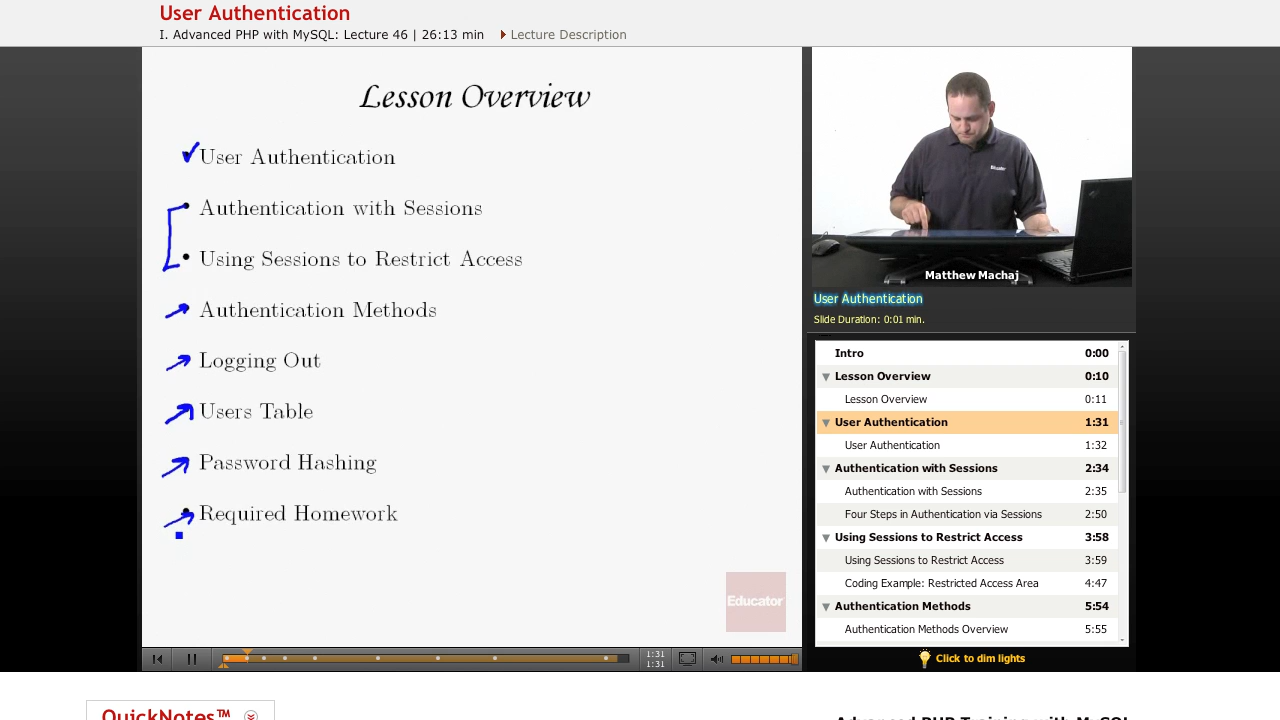 User Authentication
I. Advanced PHP with MySQL: Lecture 46 | 26:13 min Lecture Description
Lesson Overview
User Authentication
Authentication with Sessions
Using Sessions to Restrict Access
Authentication Methods
Logging Out
Users Table
Password Hashing
Required Homework
Educator
1:31
1:31
Matthew Machaj
User Authentication
Slide Duration: 0:01 min.
Intro 0:00
Lesson Overview 0:10
Lesson Overview 0:11
User Authentication 1:31
User Authentication 1:32
Authentication with Sessions 2:34
Authentication with Sessions 2:35
Four Steps in Authentication via Sessions 2:50
Using Sessions to Restrict Access 3:58
Using Sessions to Restrict Access 3:59
Coding Example: Restricted Access Area 4:47
Authentication Methods 5:54
Authentication Methods Overview 5:55
Click to dim lights
QuickNotes™
Advanced PHP Training with MySQL